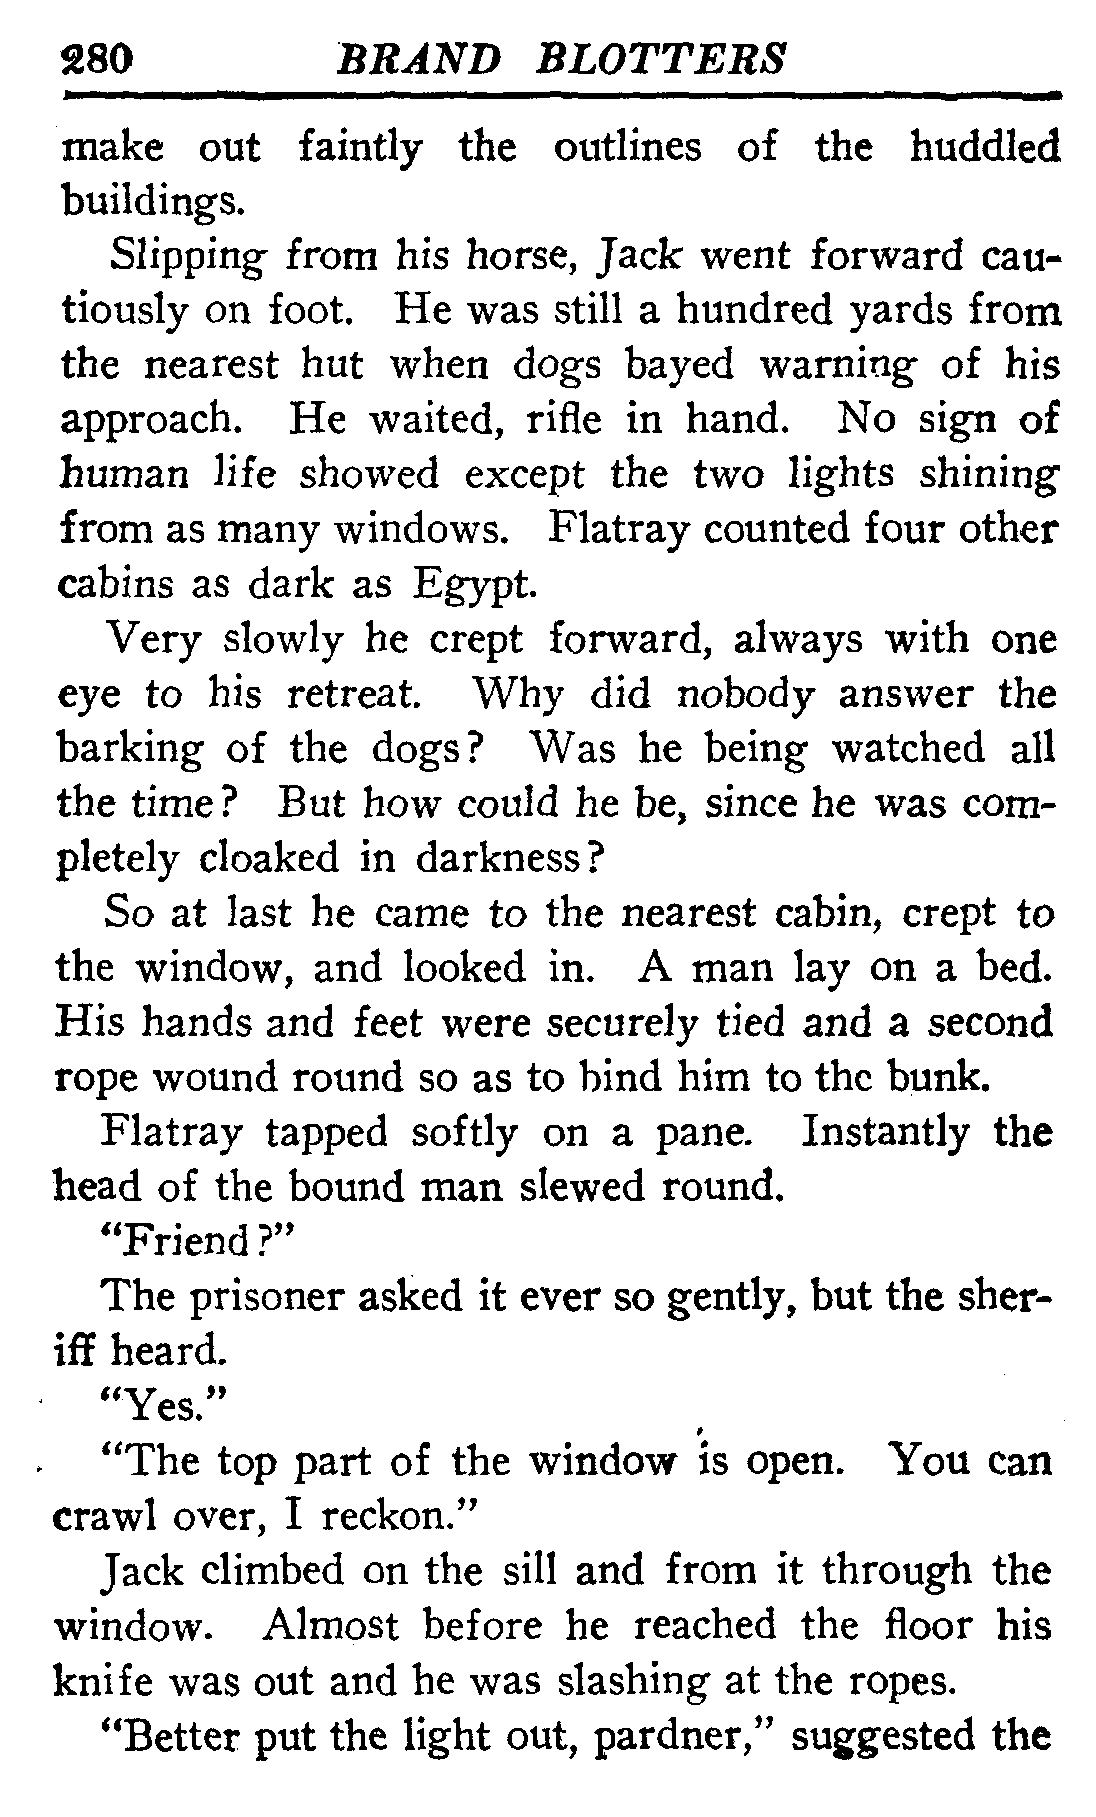 280 BRAND BLOTTERS
make out faintly the outlines of the huddled
buildings.
Slipping from his horse, Jack went forward cau-
tiously on foot. He was still a hundred yards from
the nearest hut when dogs bayed warning of his
approach. He waited, rifle in hand. No sign of
human life showed except the two lights shining
from as many windows. Flatray counted four other
cabins as dark as Egypt.
Very slowly he crept forward, always with one
eye to his retreat. Why did nobody answer the
barking of the dogs? Was he being watched all
the time? But how could he be, since he was com-
pletely cloaked in darkness?
So at last he came to the nearest cabin, crept to
the window, and looked in. A man lay on a bed.
His hands and feet were securely tied and a second
rope wound round so as to bind him to the bunk.
Flatray tapped softly on a pane. Instantly the
head of the bound man slewed round.
"Friend?"
The prisoner asked it ever so gently, but the sher-
iff heard.
"Yes."
"The top part of the window is open. You can
crawl over, I reckon."
Jack climbed on the sill and from it through the
window. Almost before he reached the floor his
knife was out and he was slashing at the ropes.
"Better put the light out, pardner," suggested the